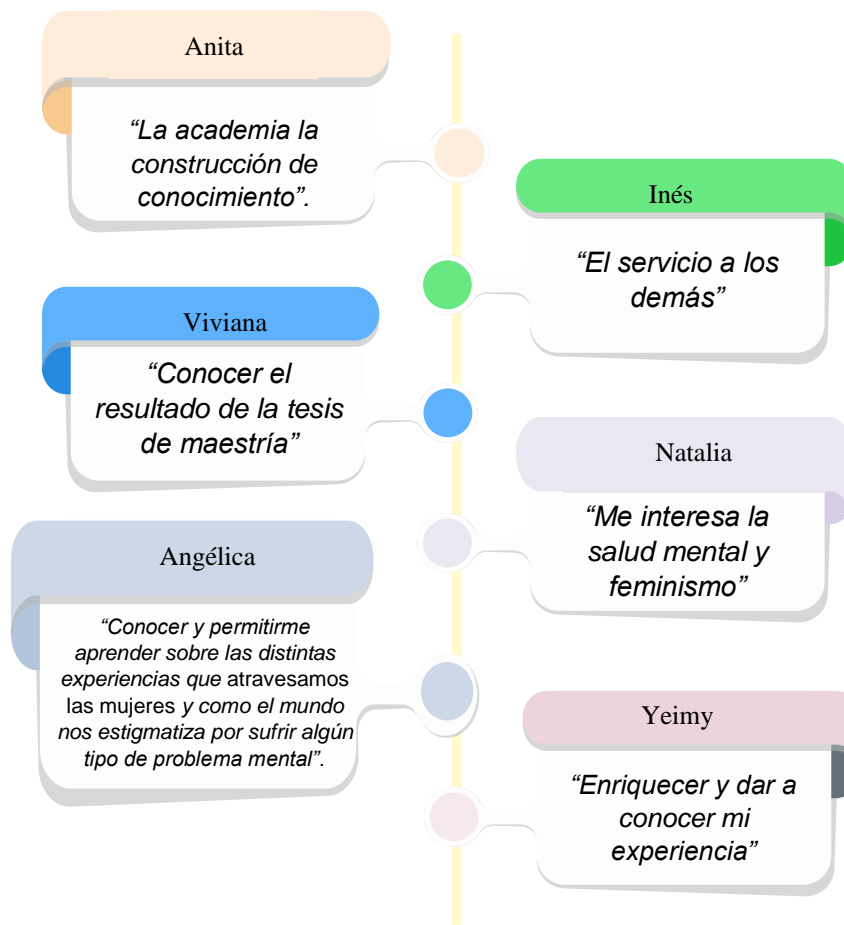 Anita
“La academia la
construcción de
conocimiento”.
Inés
“El servicio a los
demás”
Viviana
“Conocer el
resultado de la tesis
de maestría”
Natalia
“Me interesa la
salud mental y
feminismo”
Angélica
“Conocer y permitirme
aprender sobre las distintas
experiencias que atravesamos
las mujeres y como el mundo
nos estigmatiza por sufrir algún
tipo de problema mental”.
Yeimy
“Enriquecer y dar a
conocer mi
experiencia”